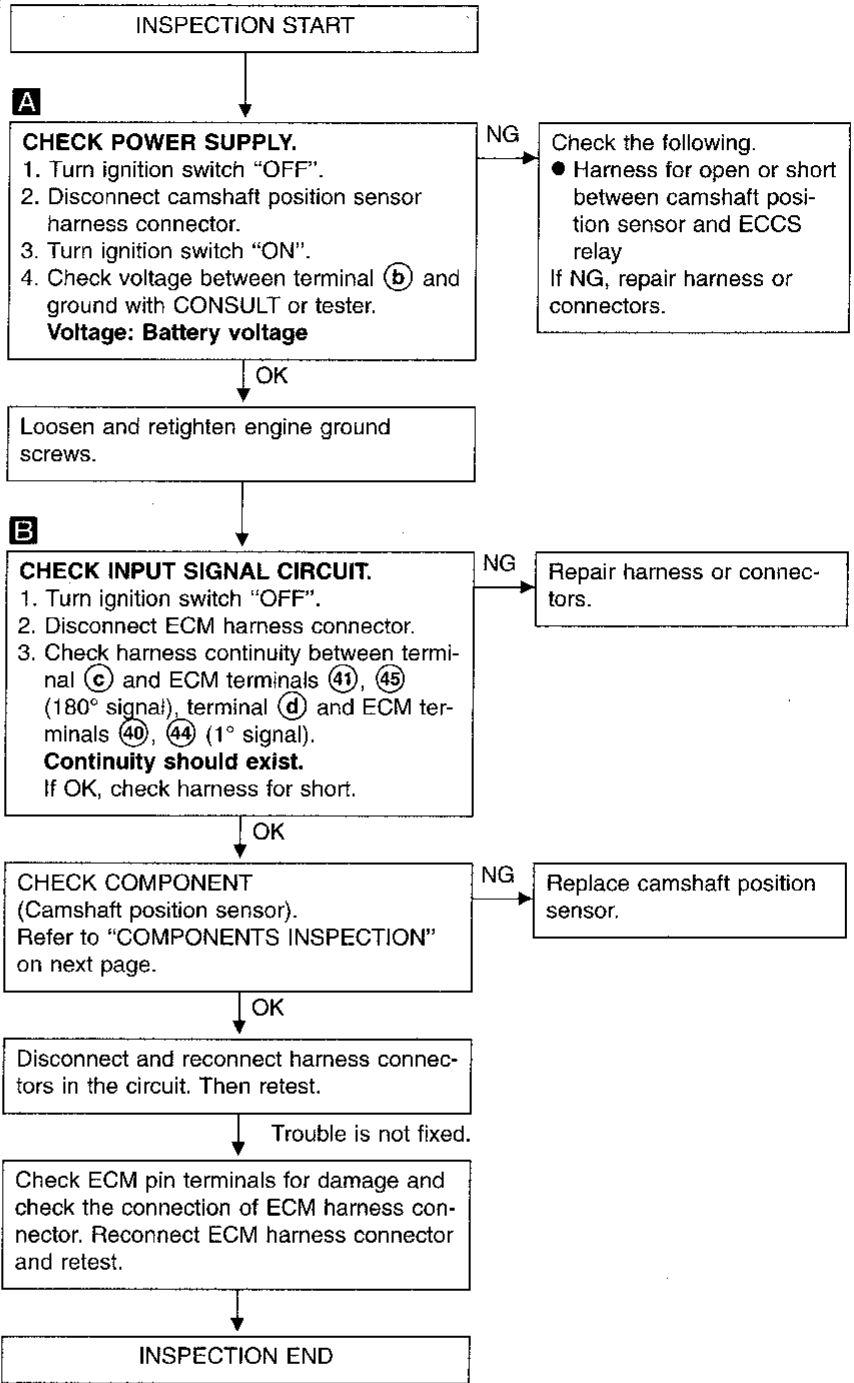 INSPECTION START
A
CHECK POWER SUPPLY.
1. Turn ignition switch “OFF”.
2. Disconnect camshaft position sensor
harness connector.
3. Turn ignition switch “ON”.
4. Check voltage between terminal ⓑ and
ground with CONSULT or tester.
Voltage: Battery voltage
NG
Check the following.
● Harness for open or short
between camshaft posi-
tion sensor and ECCS
relay
If NG, repair harness or
connectors.
OK
Loosen and retighten engine ground
screws.
B
CHECK INPUT SIGNAL CIRCUIT.
1. Turn ignition switch “OFF”.
2. Disconnect ECM harness connector.
3. Check harness continuity between termi-
nal ⓒ and ECM terminals ㊶, ㊺
(180° signal), terminal ⓓ and ECM ter-
minals ㊵, ㊹ (1° signal).
Continuity should exist.
If OK, check harness for short.
NG
Repair harness or connec-
tors.
OK
CHECK COMPONENT
(Camshaft position sensor).
Refer to “COMPONENTS INSPECTION”
on next page.
NG
Replace camshaft position
sensor.
OK
Disconnect and reconnect harness connec-
tors in the circuit. Then retest.
Trouble is not fixed.
Check ECM pin terminals for damage and
check the connection of ECM harness con-
nector. Reconnect ECM harness connector
and retest.
INSPECTION END